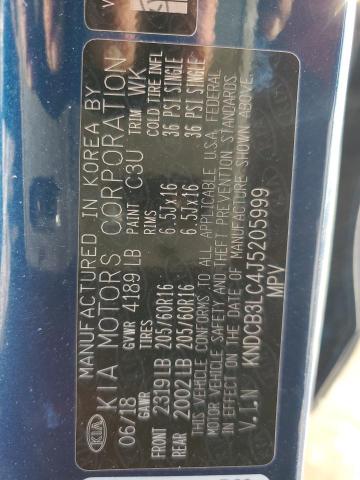 MANUFACTURED IN KOREA BY
KIA MOTORS CORPORATION
06/18 GVWR 4189 LB PAINT C3U TRIM WK
GAWR TIRES RIMS COLD TIRE INFL
FRONT 2319 LB 205/60R16 6.5JX16 36 PSI SINGLE
REAR 2002 LB 205/60R16 6.5JX16 36 PSI SINGLE
THIS VEHICLE CONFORMS TO ALL APPLICABLE U.S.A. FEDERAL
MOTOR VEHICLE SAFETY AND THEFT PREVENTION STANDARDS
IN EFFECT ON THE DATE OF MANUFACTURE SHOWN ABOVE.
V.I.N KNDCB3LC4J5205999
MPV
KIA